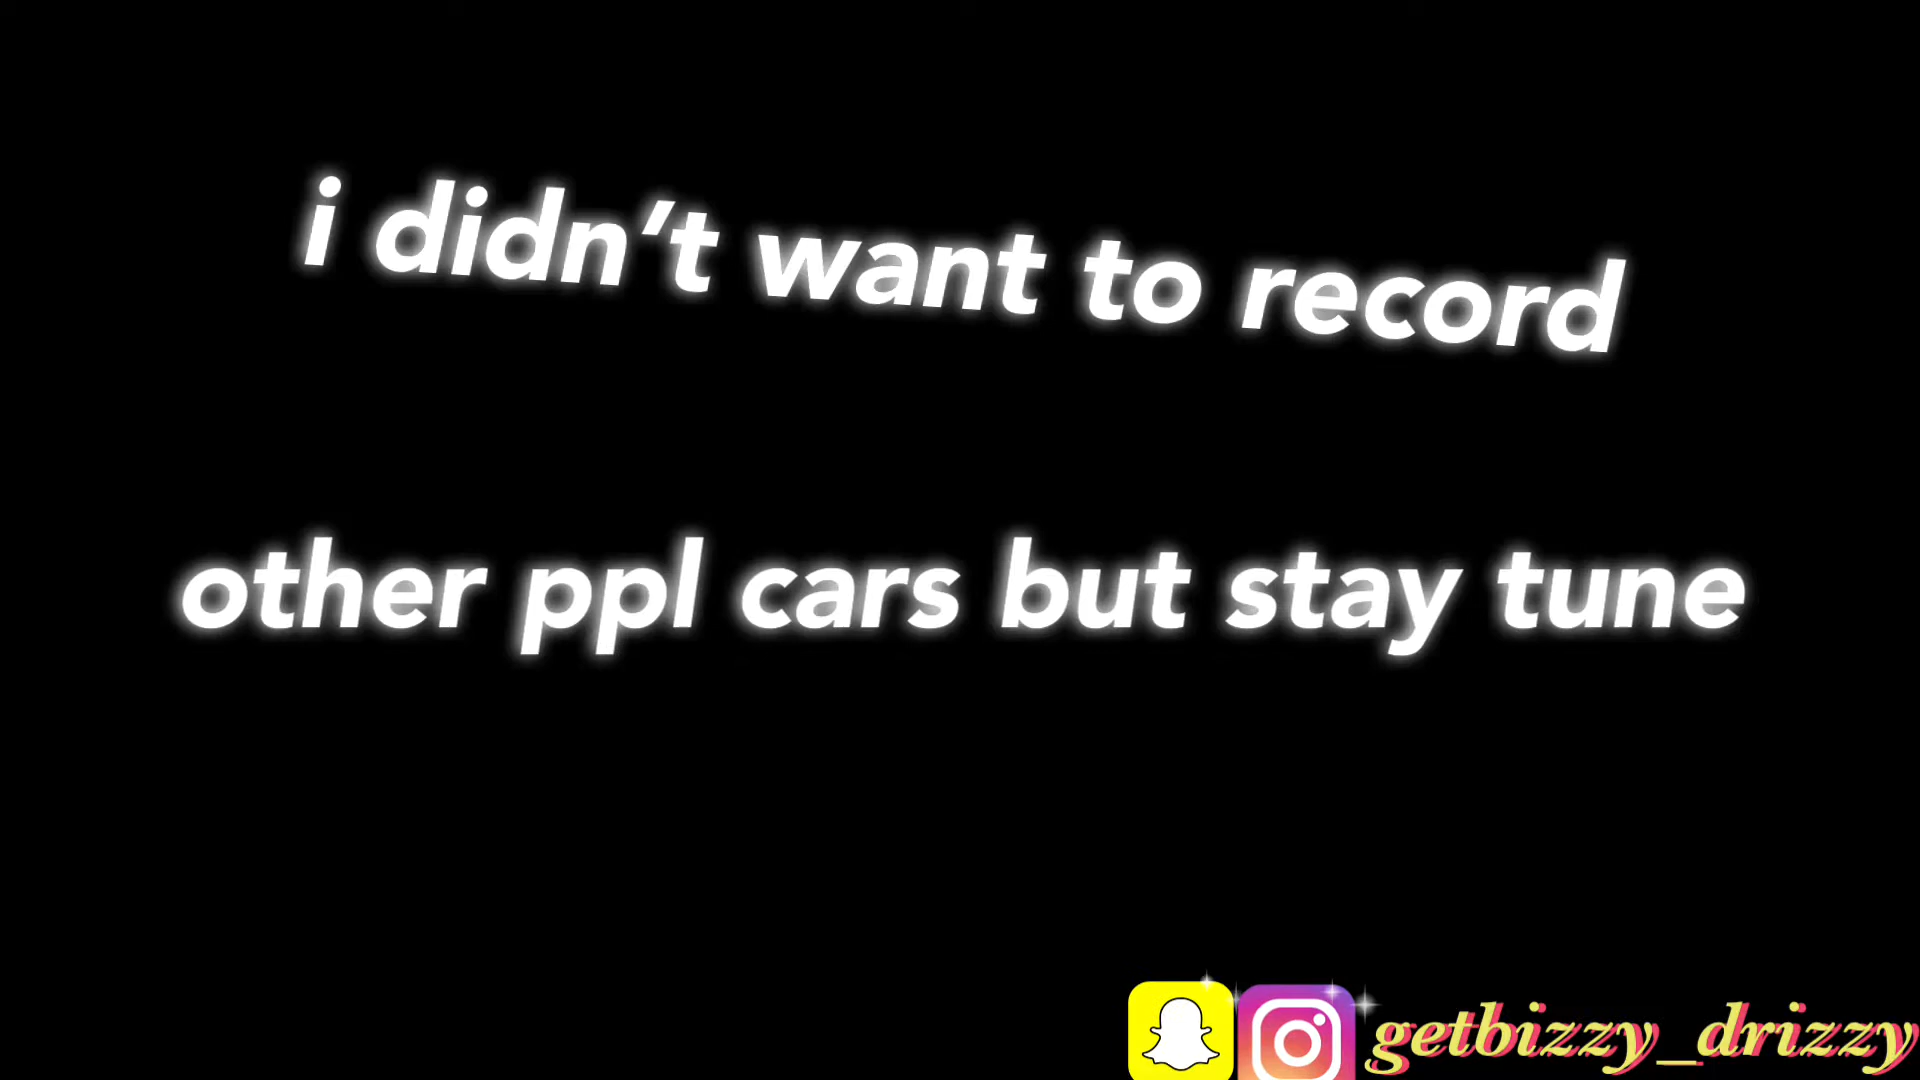 i didn’t want to record
other ppl cars but stay tune
getbizzy_drizzy